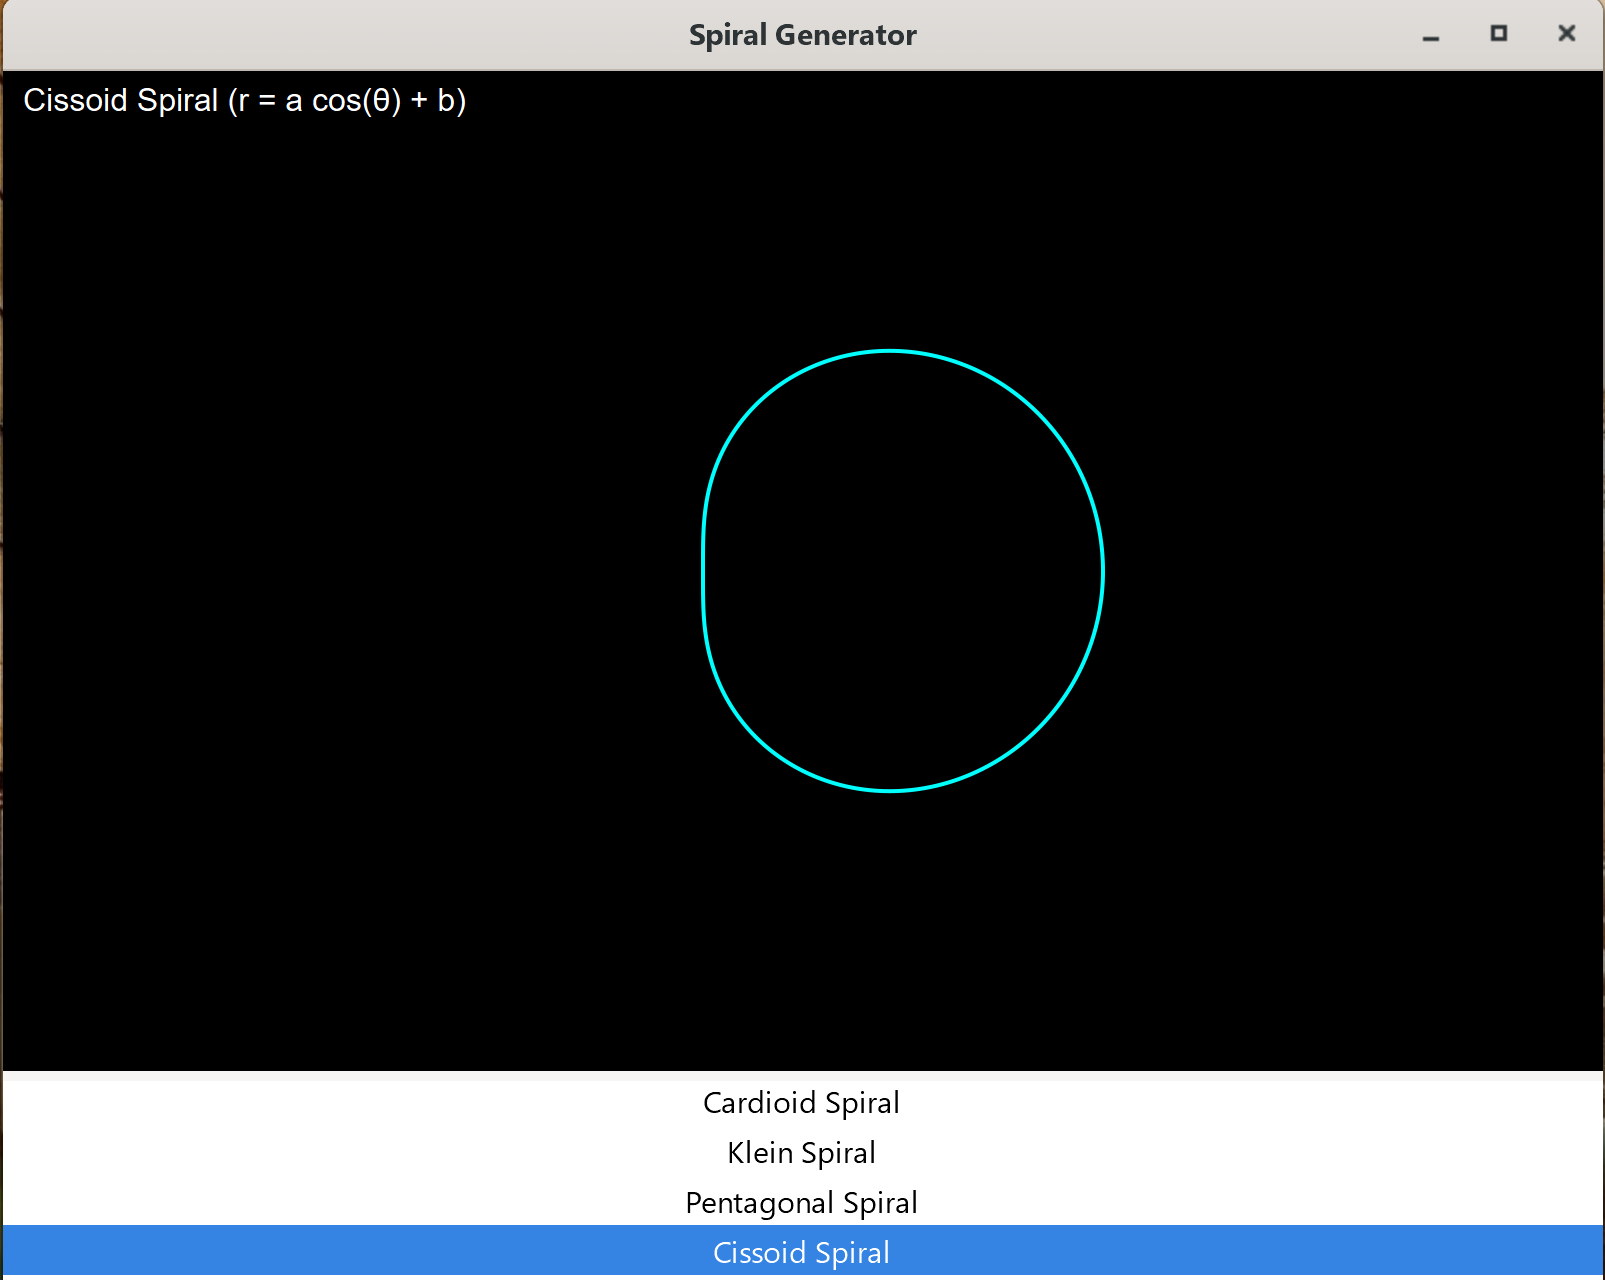 Spiral Generator
Cissoid Spiral (r = a cos(θ) + b)
Cardioid Spiral
Klein Spiral
Pentagonal Spiral
Cissoid Spiral